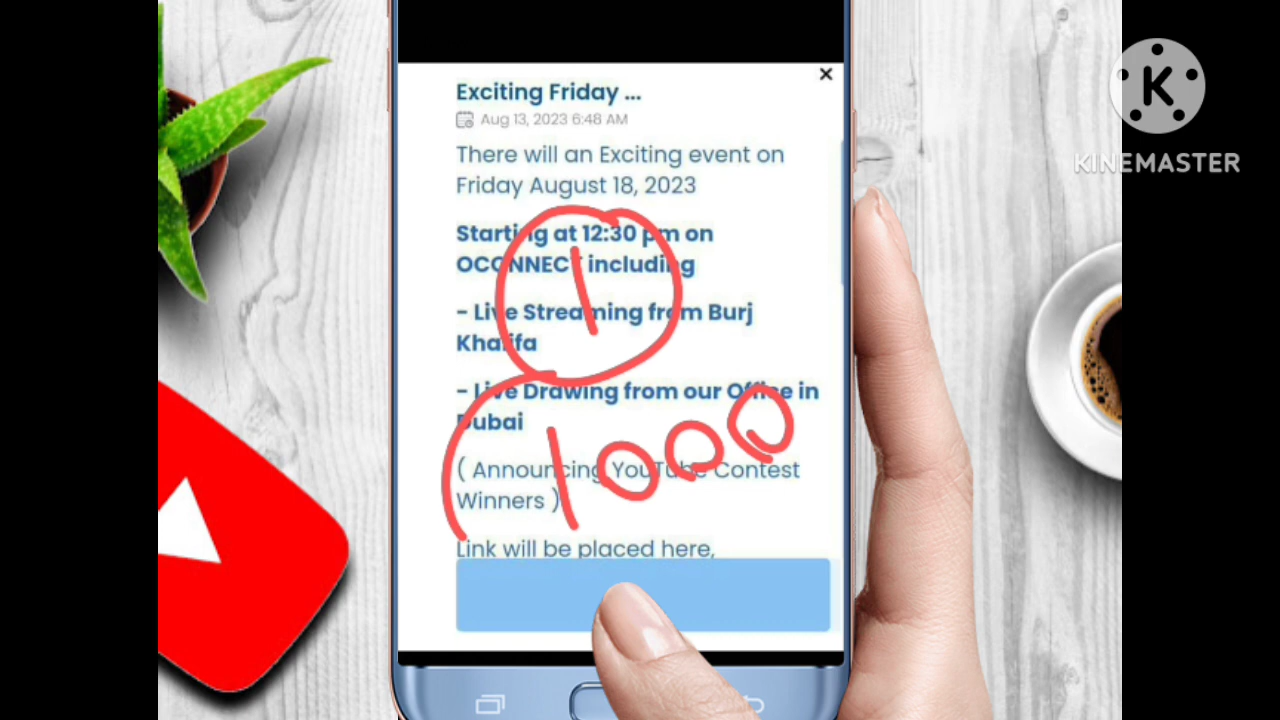 Exciting Friday ...
Aug 13, 2023 6:48 AM
There will an Exciting event on
Friday August 18, 2023
Starting at 12:30 pm on
OCONNECT including
- Live Streaming from Burj
Khalifa
- Live Drawing from our Office in
Dubai
( Announcing YouTube Contest
Winners )
Link will be placed here,
1
1000
K
KINEMASTER